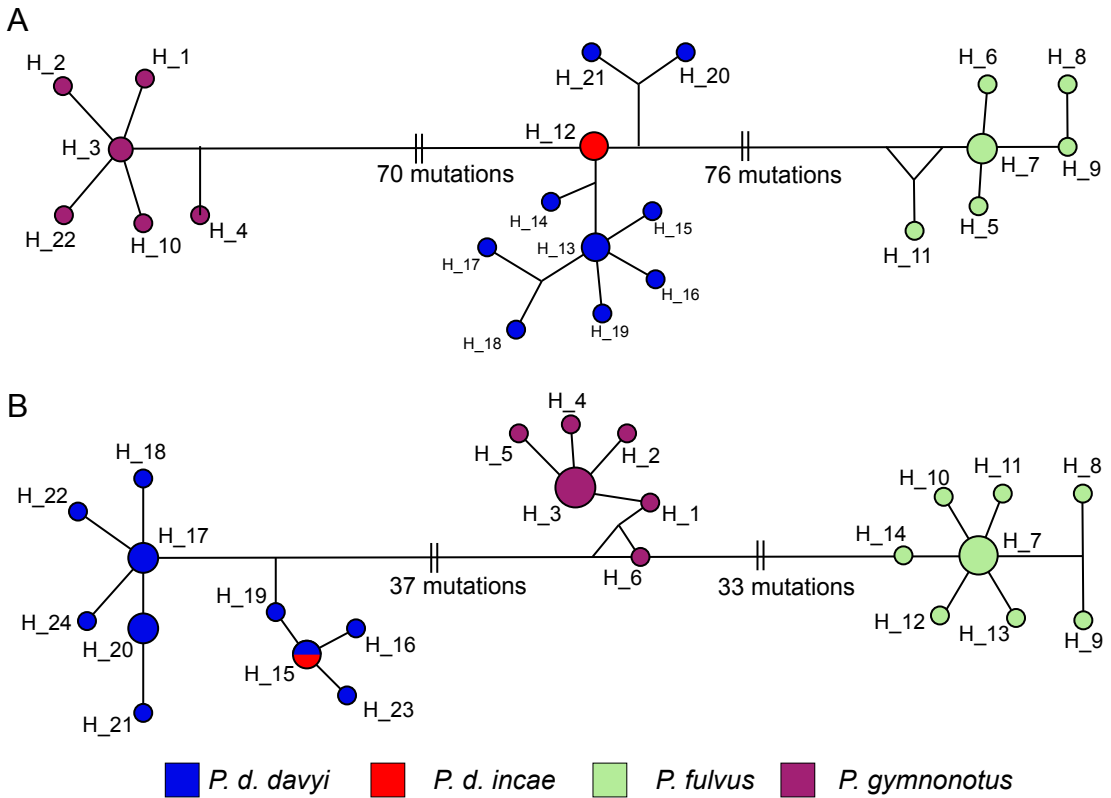 A
H_2
H_1
H_3
H_22
H_10
H_4
70 mutations
H_12
H_21
H_20
76 mutations
H_14
H_13
H_15
H_17
H_16
H_18
H_19
H_6
H_8
H_7
H_9
H_5
H_11
B
H_18
H_22
H_17
H_24
H_20
H_21
H_19
H_15
H_16
H_23
37 mutations
H_4
H_5
H_2
H_3
H_1
H_6
33 mutations
H_10
H_11
H_8
H_14
H_7
H_12
H_13
H_9
P. d. davyi
P. d. incae
P. fulvus
P. gymnonotus